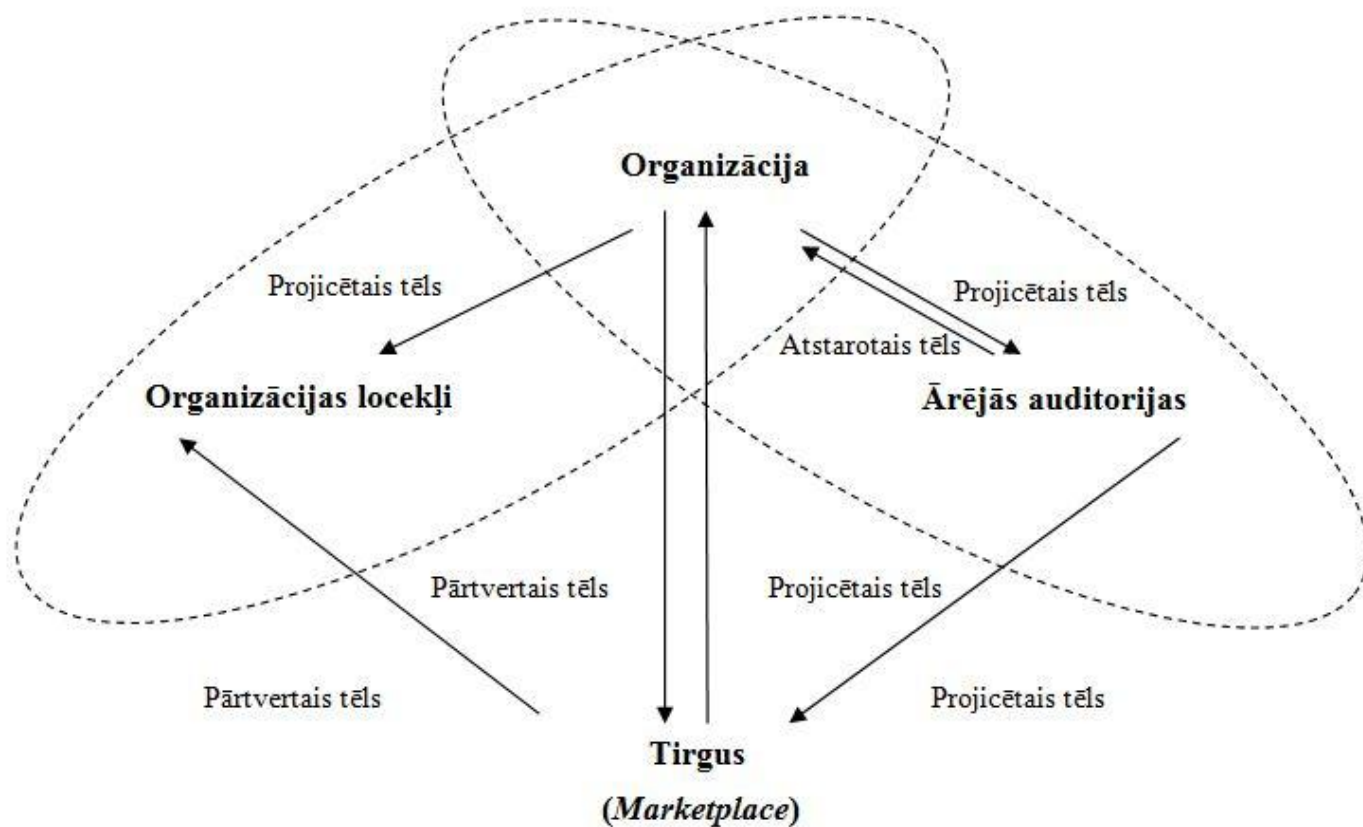 Organizācija
Projicētais tēls
Projicētais tēls
Atstarotais tēls
Organizācijas locekļi
Ārējās auditorijas
Pārtvertais tēls
Projicētais tēls
Pārtvertais tēls
Projicētais tēls
Tirgus
(Marketplace)